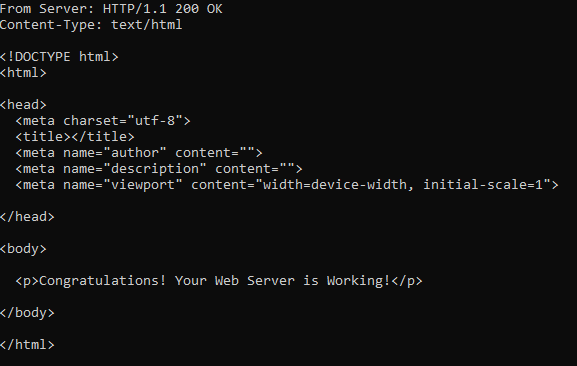 From Server: HTTP/1.1 200 OK
Content-Type: text/html
<!DOCTYPE html>
<html>
<head>
<meta charset="utf-8">
<title></title>
<meta name="author" content="">
<meta name="description" content="">
<meta name="viewport" content="width=device-width, initial-scale=1">
</head>
<body>
<p>Congratulations! Your Web Server is Working!</p>
</body>
</html>